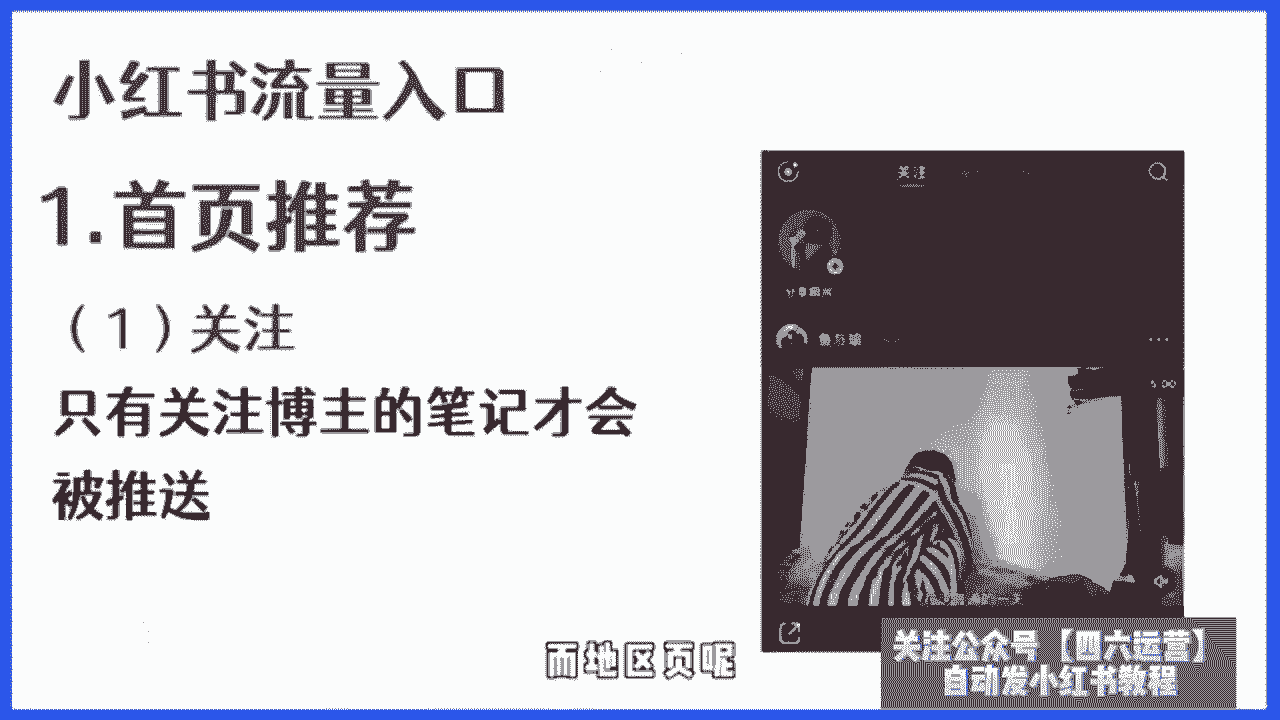 小红书流量入口
1.首页推荐
（1）关注
只有关注博主的笔记才会
被推送
关注
而地区页呢
关注公众号【四六运营】
自动发小红书教程